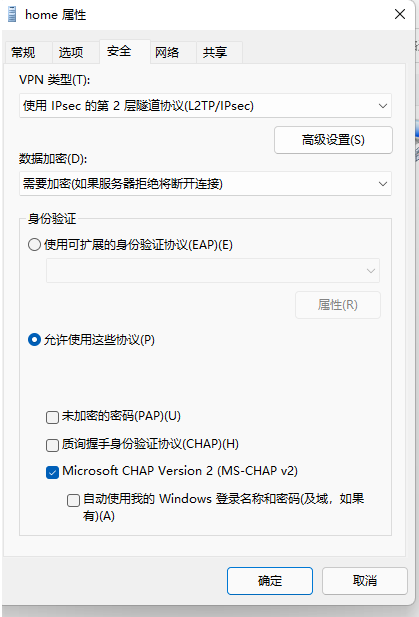 home 属性
常规 选项 安全 网络 共享
VPN 类型(T):
使用 IPsec 的第 2 层隧道协议(L2TP/IPsec)
高级设置(S)
数据加密(D):
需要加密(如果服务器拒绝将断开连接)
身份验证
使用可扩展的身份验证协议(EAP)(E)
属性(R)
允许使用这些协议(P)
未加密的密码(PAP)(U)
质询握手身份验证协议(CHAP)(H)
Microsoft CHAP Version 2 (MS-CHAP v2)
自动使用我的 Windows 登录名称和密码(及域，如果
有)(A)
确定 取消